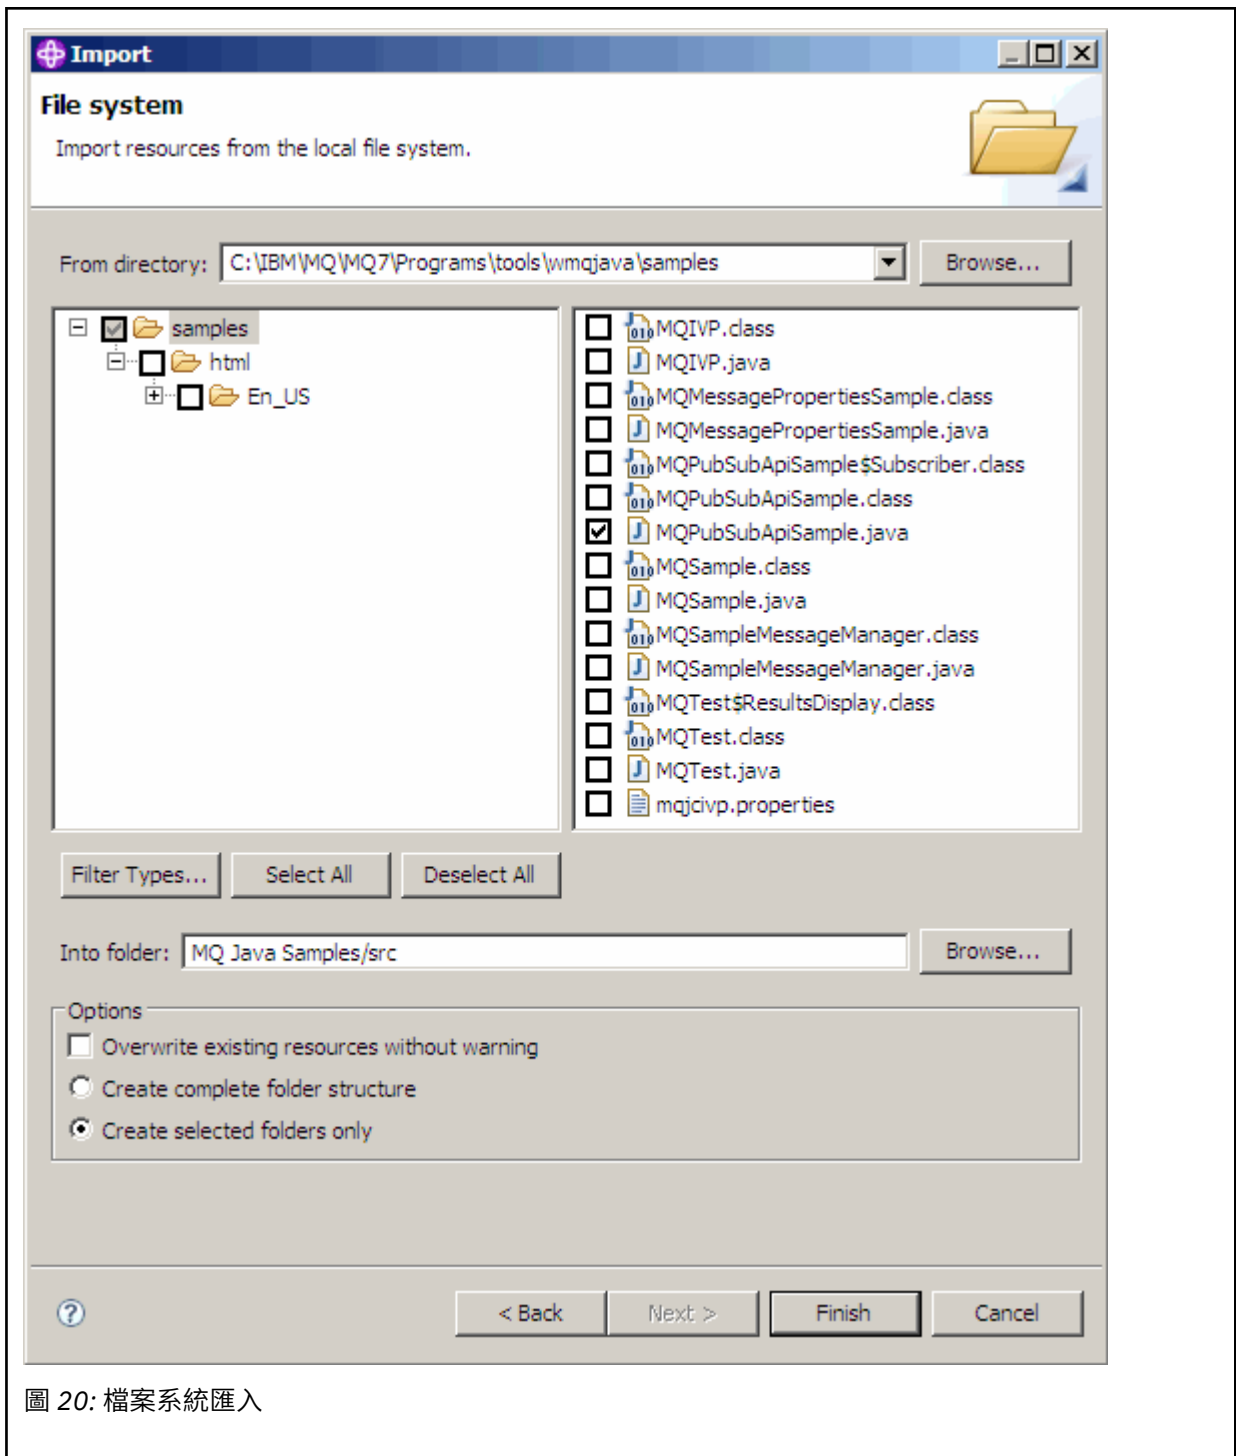 Import
File system
Import resources from the local file system.
From directory: C:\IBM\MQ\MQ7\Programs\tools\wmqjava\samples Browse...
samples
html
En_US
MQIVP.class
MQIVP.java
MQMessagePropertiesSample.class
MQMessagePropertiesSample.java
MQPubSubApiSample$Subscriber.class
MQPubSubApiSample.class
MQPubSubApiSample.java
MQSample.class
MQSample.java
MQSampleMessageManager.class
MQSampleMessageManager.java
MQTest$ResultsDisplay.class
MQTest.class
MQTest.java
mqjcivp.properties
Filter Types... Select All Deselect All
Into folder: MQ Java Samples/src Browse...
Options
Overwrite existing resources without warning
Create complete folder structure
Create selected folders only
< Back Next > Finish Cancel
圖 20: 檔案系統匯入